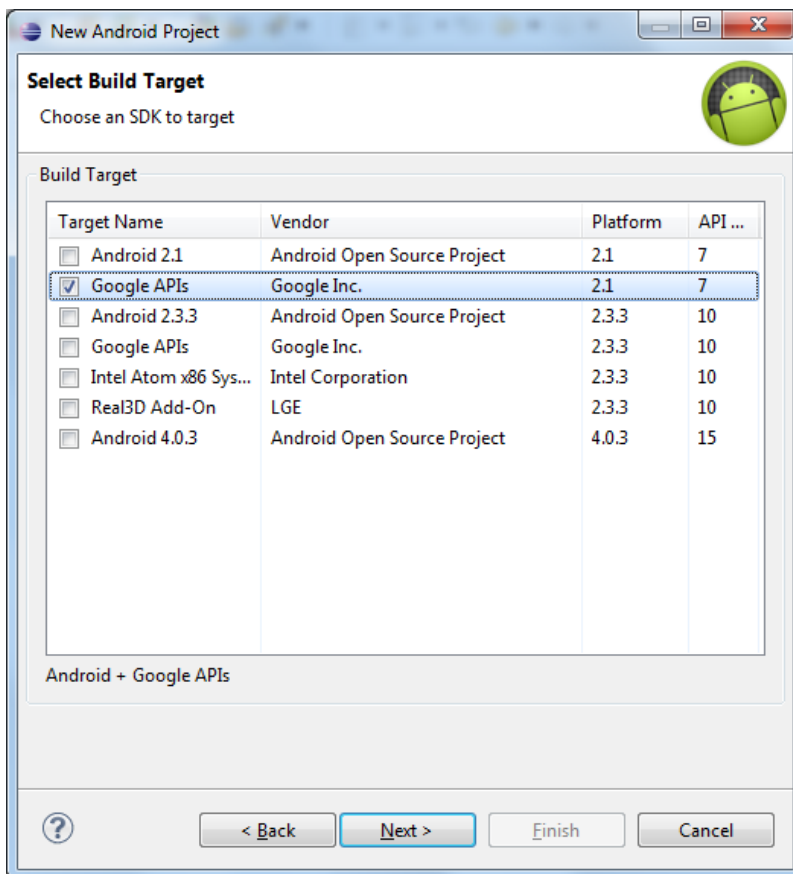 New Android Project
Select Build Target
Choose an SDK to target
Build Target
Target Name Vendor Platform API ...
Android 2.1 Android Open Source Project 2.1 7
Google APIs Google Inc. 2.1 7
Android 2.3.3 Android Open Source Project 2.3.3 10
Google APIs Google Inc. 2.3.3 10
Intel Atom x86 Sys... Intel Corporation 2.3.3 10
Real3D Add-On LGE 2.3.3 10
Android 4.0.3 Android Open Source Project 4.0.3 15
Android + Google APIs
? < Back Next > Finish Cancel